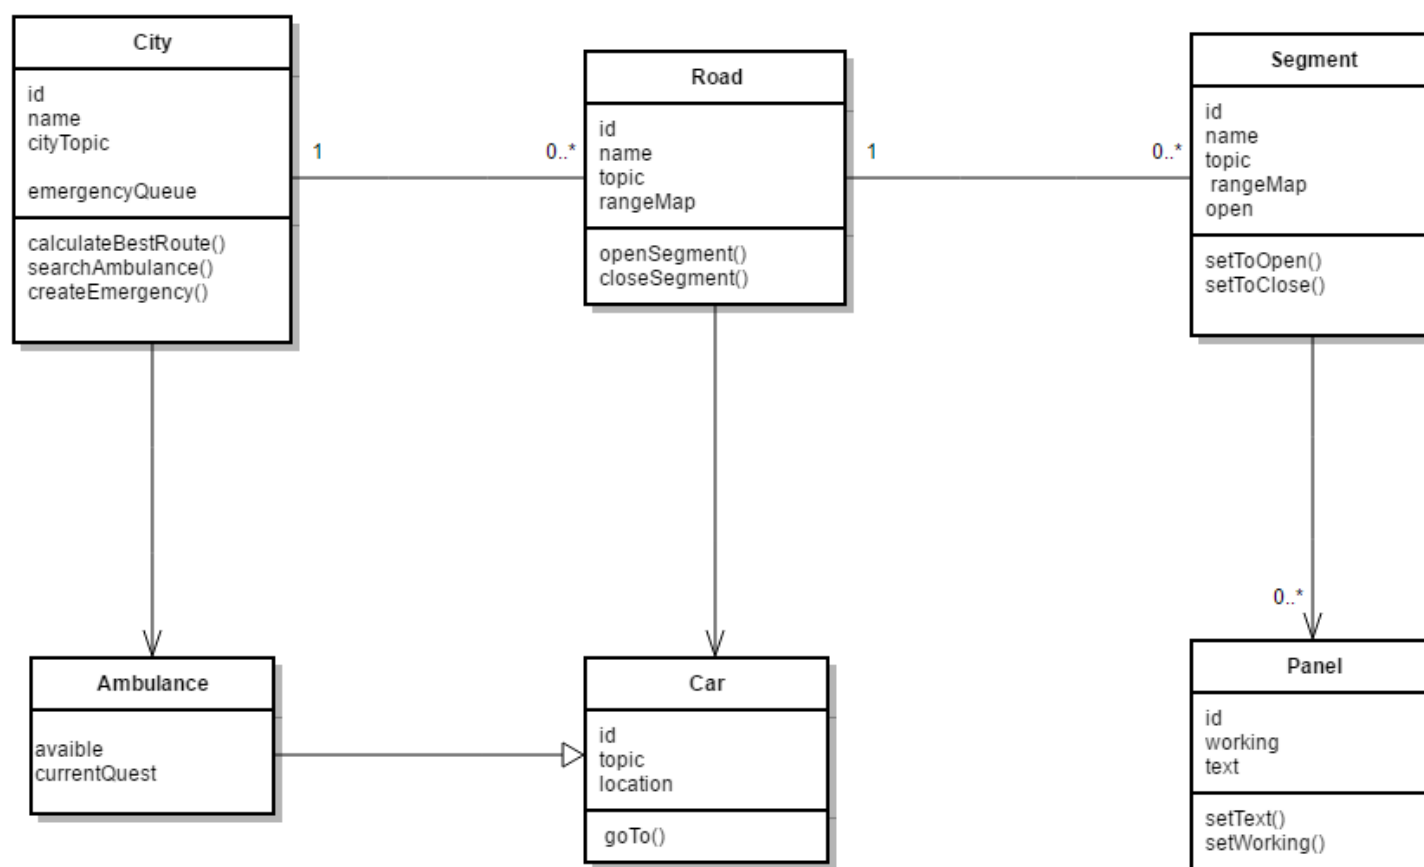 City
id
name
cityTopic
emergencyQueue
calculateBestRoute()
searchAmbulance()
createEmergency()
1
0..*
Road
id
name
topic
rangeMap
openSegment()
closeSegment()
1
0..*
Segment
id
name
topic
rangeMap
open
setToOpen()
setToClose()
0..*
Ambulance
avaible
currentQuest
Car
id
topic
location
goTo()
Panel
id
working
text
setText()
setWorking()